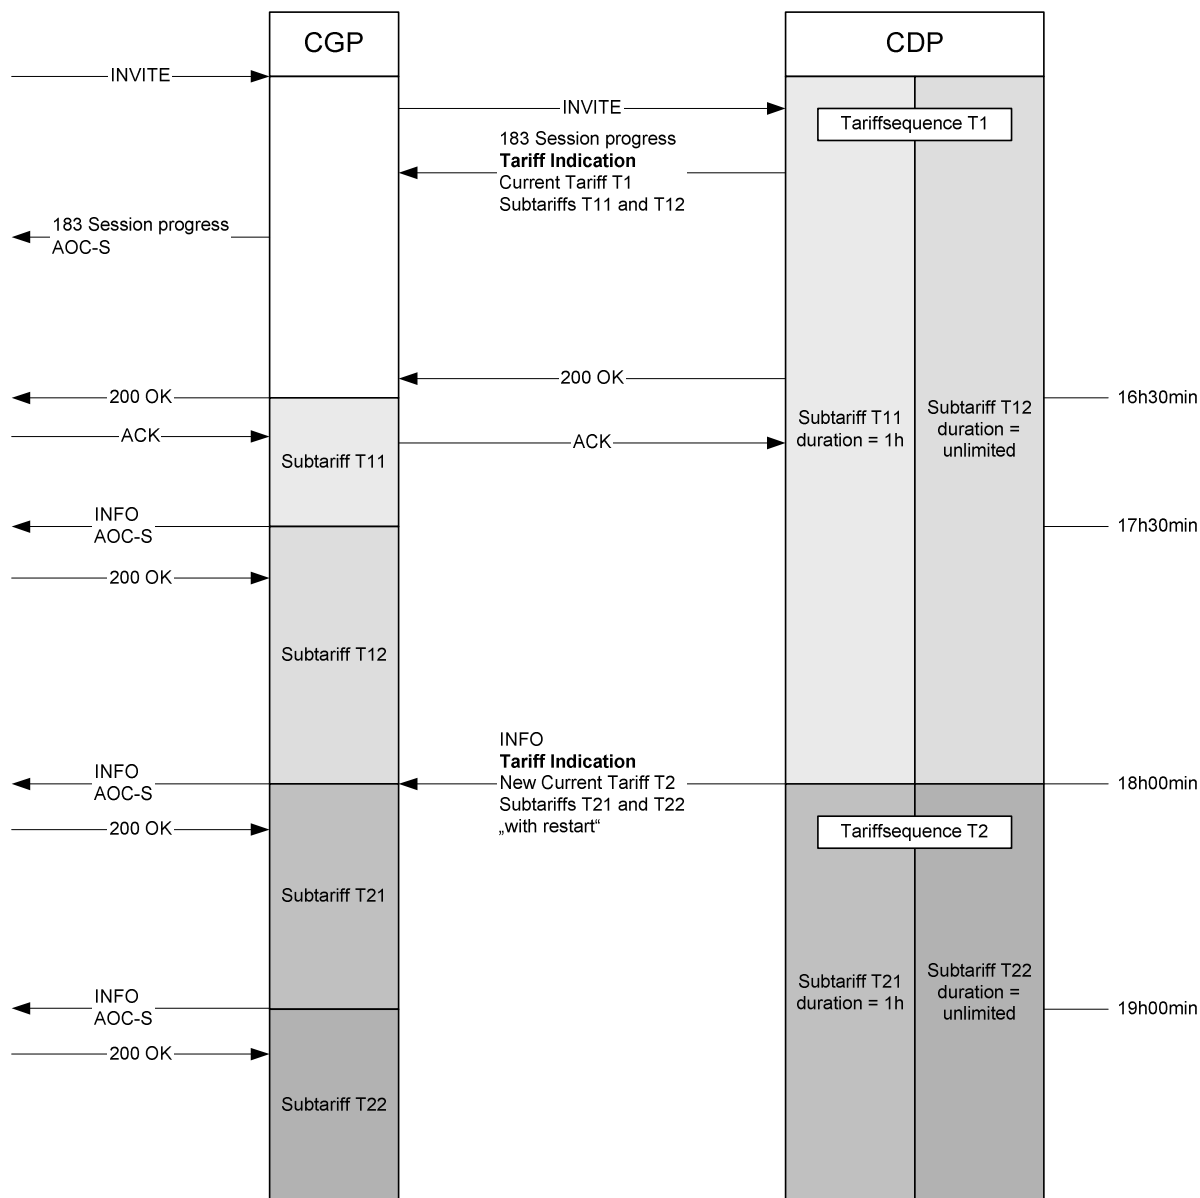 CGP
CDP
INVITE
INVITE
Tariffsequence T1
183 Session progress
Tariff Indication
Current Tariff T1
Subtariffs T11 and T12
183 Session progress
AOC-S
200 OK
200 OK
16h30min
Subtariff T11
duration = 1h
Subtariff T12
duration =
unlimited
ACK
ACK
Subtariff T11
INFO
AOC-S
17h30min
200 OK
Subtariff T12
INFO
Tariff Indication
New Current Tariff T2
Subtariffs T21 and T22
„with restart“
INFO
AOC-S
18h00min
200 OK
Tariffsequence T2
Subtariff T21
Subtariff T21
duration = 1h
Subtariff T22
duration =
unlimited
INFO
AOC-S
19h00min
200 OK
Subtariff T22